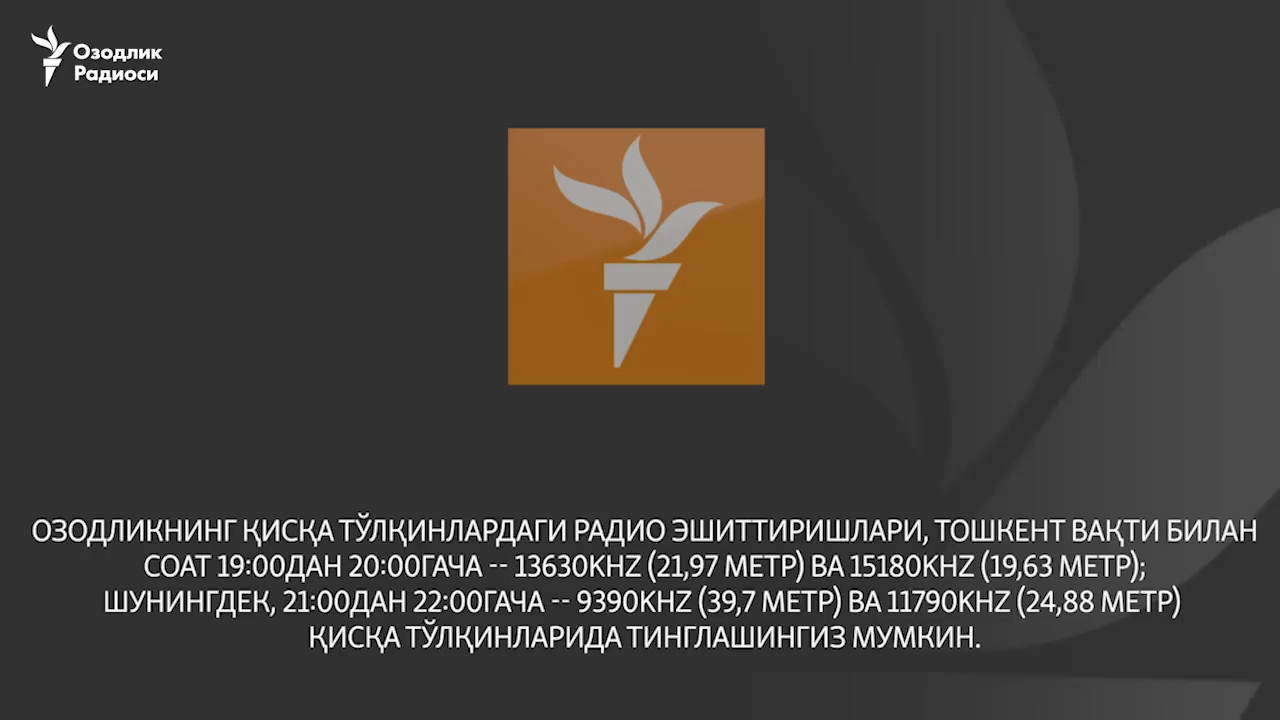 Озодлик
Радиоси
ОЗОДЛИКНИНГ ҚИСҚА ТЎЛҚИНЛАРДАГИ РАДИО ЭШИТТИРИШЛАРИ, ТОШКЕНТ ВАҚТИ БИЛАН
СОАТ 19:00ДАН 20:00ГАЧА -- 13630KHZ (21,97 МЕТР) ВА 15180KHZ (19,63 МЕТР);
ШУНИНГДЕК, 21:00ДАН 22:00ГАЧА -- 9390KHZ (39,7 МЕТР) ВА 11790KHZ (24,88 МЕТР)
ҚИСҚА ТЎЛҚИНЛАРИДА ТИНГЛАШИНГИЗ МУМКИН.